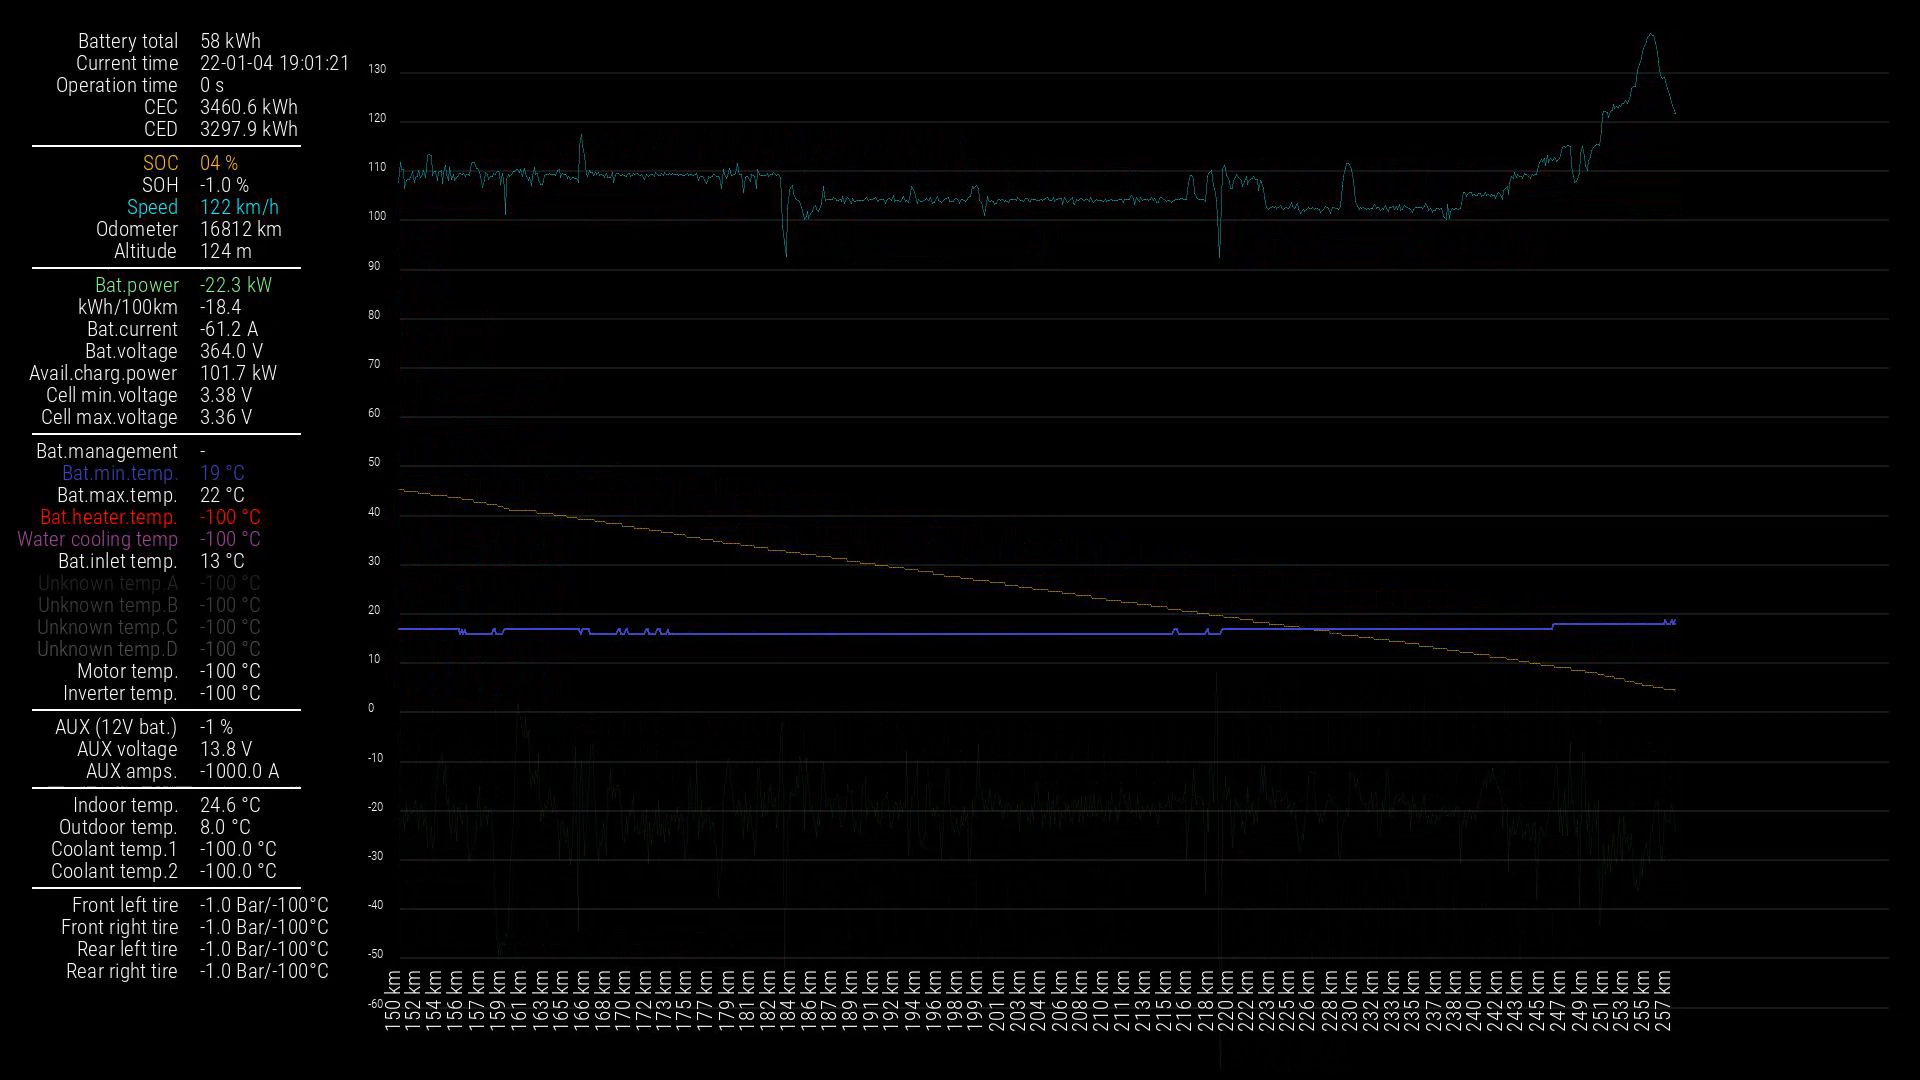 Battery total 58 kWh
Current time 22-01-04 19:01:21
Operation time 0 s
CEC 3460.6 kWh
CED 3297.9 kWh
SOC 04 %
SOH -1.0 %
Speed 122 km/h
Odometer 16812 km
Altitude 124 m
Bat.power -22.3 kW
kWh/100km -18.4
Bat.current -61.2 A
Bat.voltage 364.0 V
Avail.charg.power 101.7 kW
Cell min.voltage 3.38 V
Cell max.voltage 3.36 V
Bat.management -
Bat.min.temp. 19 °C
Bat.max.temp. 22 °C
Bat.heater.temp. -100 °C
Water cooling temp -100 °C
Bat.inlet temp. 13 °C
Unknown temp.A -100 °C
Unknown temp.B -100 °C
Unknown temp.C -100 °C
Unknown temp.D -100 °C
Motor temp. -100 °C
Inverter temp. -100 °C
AUX (12V bat.) -1 %
AUX voltage 13.8 V
AUX amps. -1000.0 A
Indoor temp. 24.6 °C
Outdoor temp. 8.0 °C
Coolant temp.1 -100.0 °C
Coolant temp.2 -100.0 °C
Front left tire -1.0 Bar/-100°C
Front right tire -1.0 Bar/-100°C
Rear left tire -1.0 Bar/-100°C
Rear right tire -1.0 Bar/-100°C
130
120
110
100
90
80
70
60
50
40
30
20
10
0
-10
-20
-30
-40
-50
-60
150 km
152 km
154 km
156 km
157 km
159 km
161 km
163 km
165 km
166 km
168 km
170 km
172 km
173 km
175 km
177 km
179 km
181 km
182 km
184 km
186 km
187 km
189 km
191 km
192 km
194 km
196 km
198 km
199 km
201 km
203 km
204 km
206 km
208 km
210 km
211 km
213 km
215 km
216 km
218 km
220 km
221 km
223 km
225 km
226 km
228 km
230 km
232 km
233 km
235 km
237 km
238 km
240 km
242 km
243 km
245 km
247 km
249 km
251 km
253 km
255 km
257 km